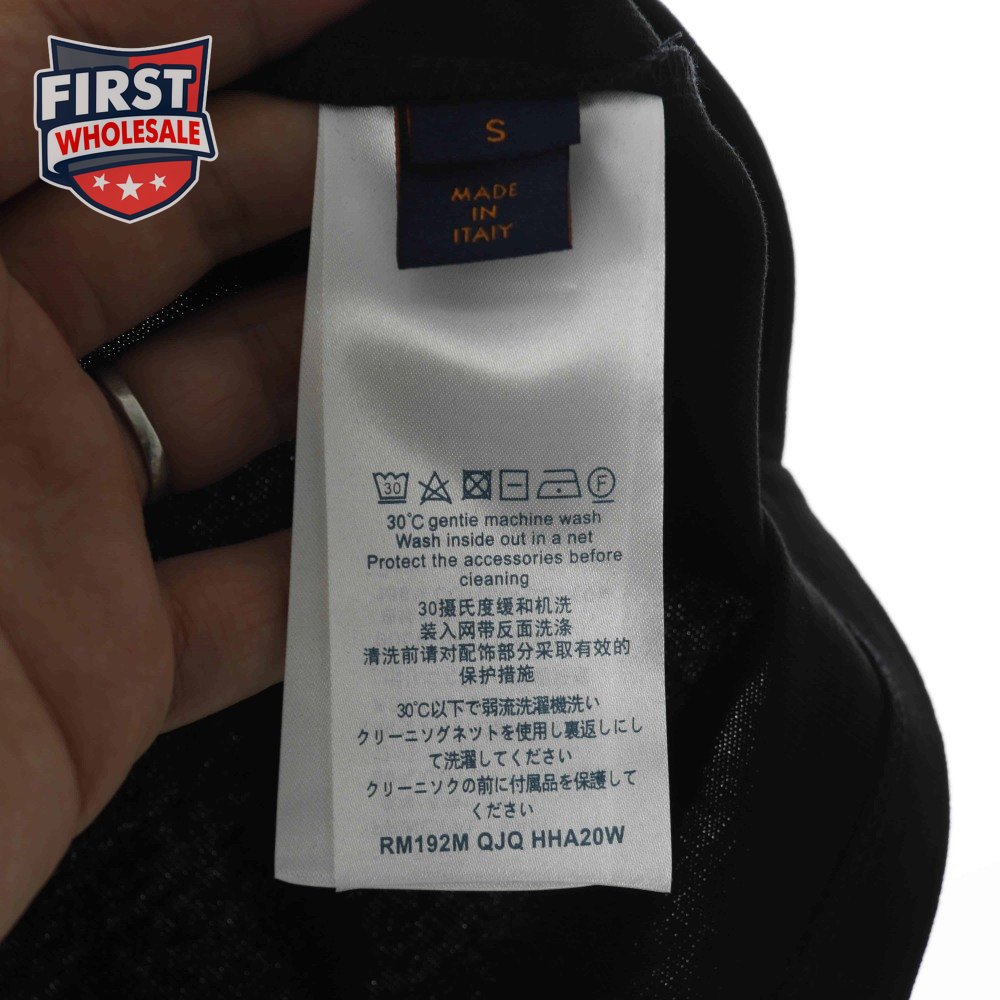 FIRST
WHOLESALE
S
MADE
IN
ITALY
30
F
30℃ gentie machine wash
Wash inside out in a net
Protect the accessories before
cleaning
30摄氏度缓和机洗
装入网带反面洗涤
清洗前请对配饰部分采取有效的
保护措施
30℃以下で弱流洗濯機洗い
クリーニソグネツトを使用し裏返しにし
て洗濯してください
クリーニソクの前に付属品を保護して
ください
RM192M QJQ HHA20W